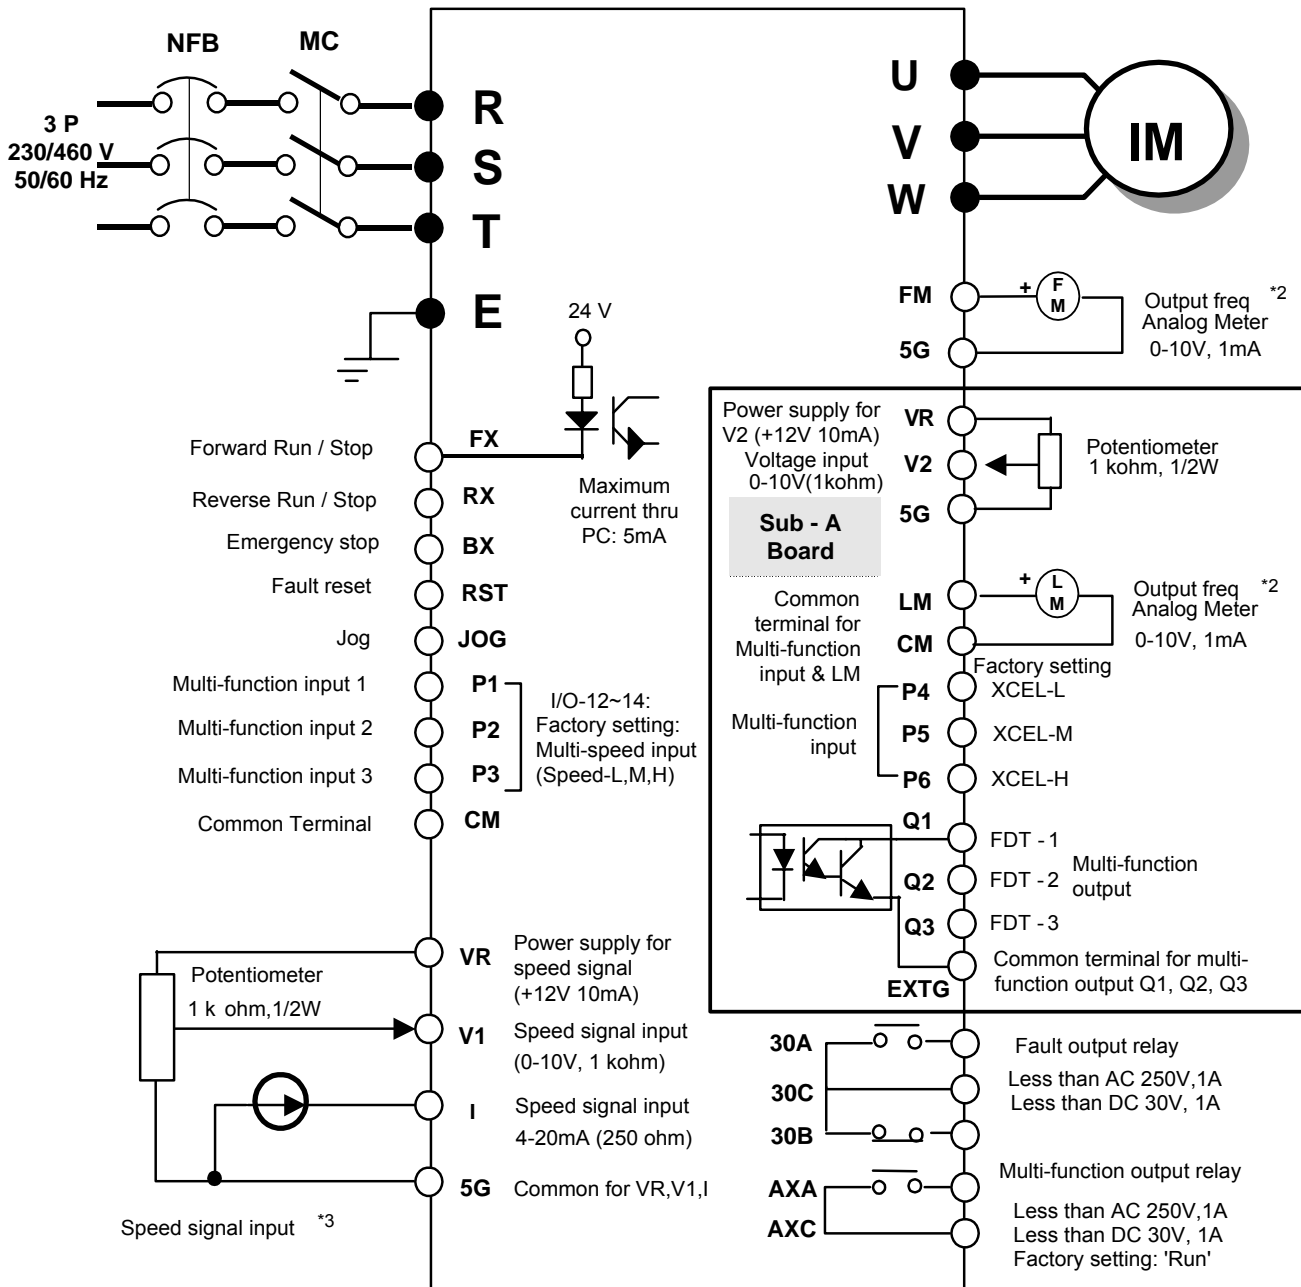 NFB
MC
3 P
230/460 V
50/60 Hz
R
S
T
E
U
V
W
IM
24 V
FM
5G
+
F
M
Output freq *2
Analog Meter
0-10V, 1mA
Forward Run / Stop
FX
Reverse Run / Stop
RX
Emergency stop
BX
Fault reset
RST
Jog
JOG
Multi-function input 1
P1
Multi-function input 2
P2
Multi-function input 3
P3
Common Terminal
CM
Maximum
current thru
PC: 5mA
I/O-12~14:
Factory setting:
Multi-speed input
(Speed-L,M,H)
Power supply for
V2 (+12V 10mA)
Voltage input
0-10V(1kohm)
VR
V2
5G
Potentiometer
1 kohm, 1/2W
Sub - A
Board
Common
terminal for
Multi-function
input & LM
LM
CM
+
L
M
Output freq *2
Analog Meter
0-10V, 1mA
Factory setting
Multi-function
input
P4
XCEL-L
P5
XCEL-M
P6
XCEL-H
Q1
FDT - 1
Q2
FDT - 2
Q3
FDT - 3
Multi-function
output
EXTG
Common terminal for multi-
function output Q1, Q2, Q3
Potentiometer
1 k ohm,1/2W
VR
Power supply for
speed signal
(+12V 10mA)
V1
Speed signal input
(0-10V, 1 kohm)
I
Speed signal input
4-20mA (250 ohm)
5G
Common for VR,V1,I
Speed signal input *3
30A
30C
30B
Fault output relay
Less than AC 250V,1A
Less than DC 30V, 1A
AXA
AXC
Multi-function output relay
Less than AC 250V,1A
Less than DC 30V, 1A
Factory setting: 'Run'